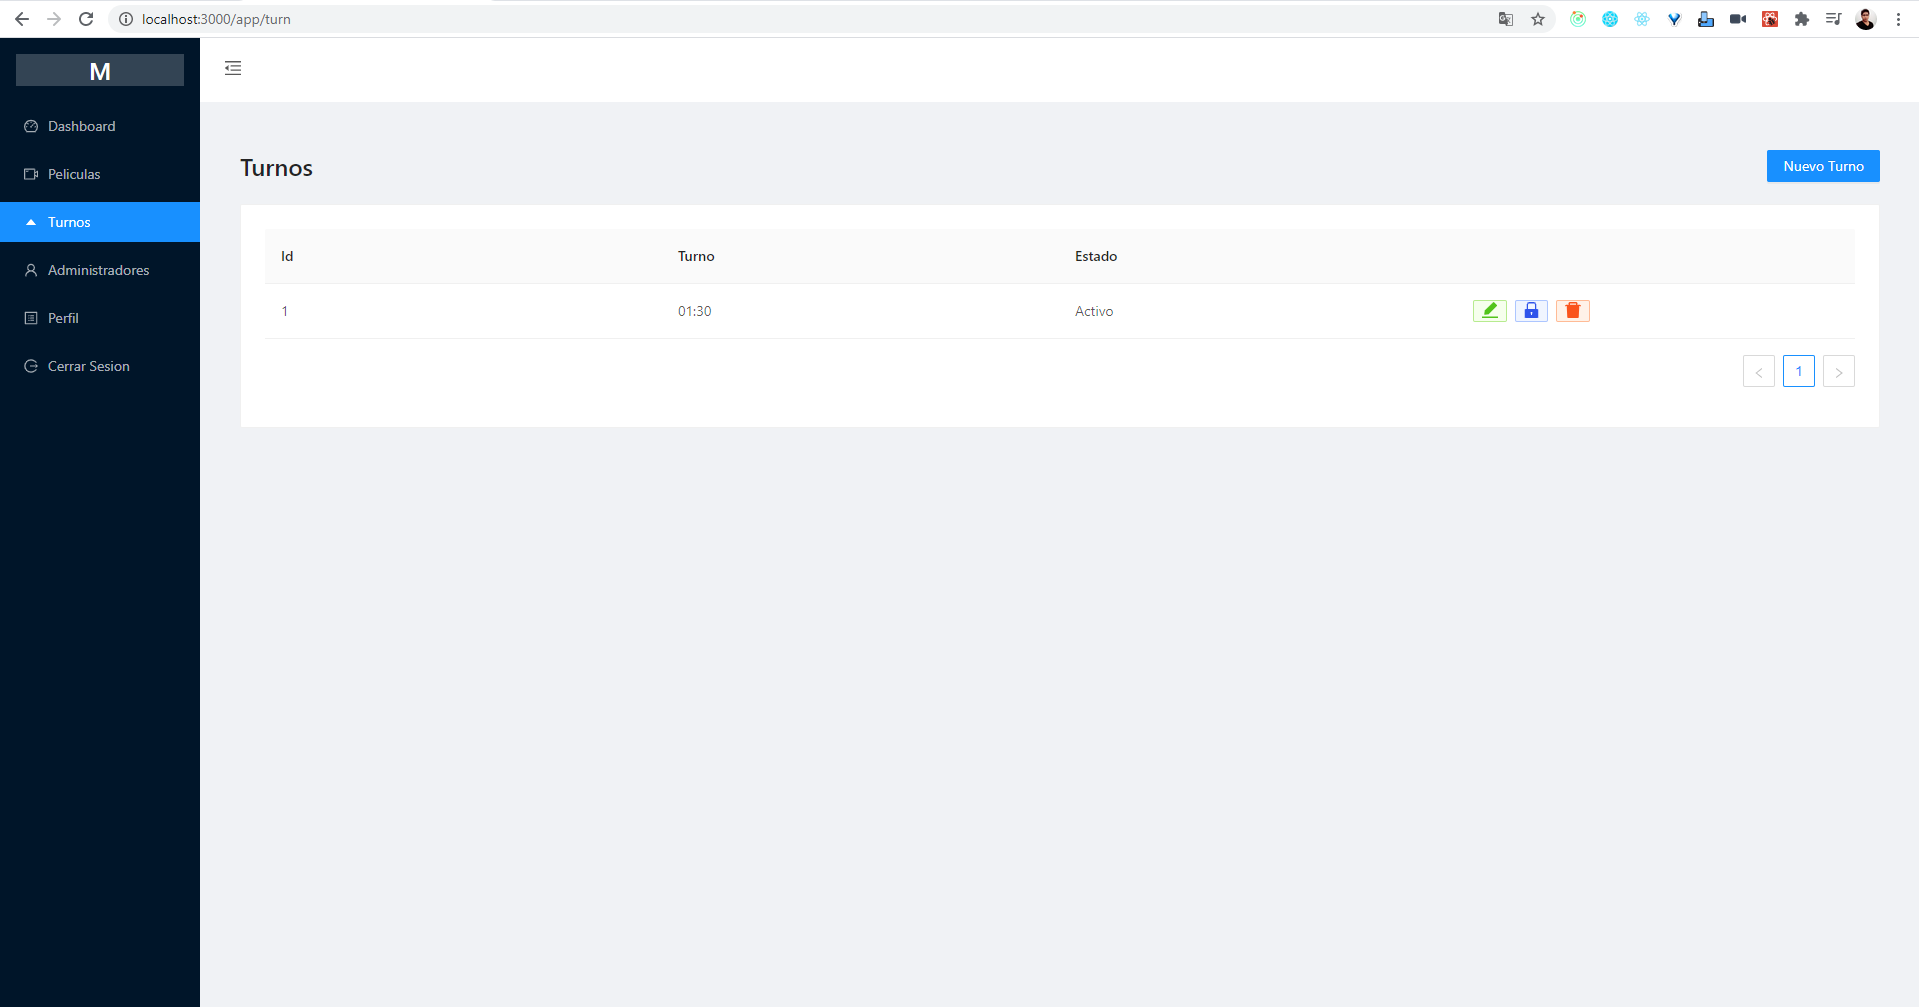 localhost:3000/app/turn
M
Dashboard
Peliculas
Turnos
Administradores
Perfil
Cerrar Sesion
Turnos
Nuevo Turno
Id Turno Estado
1 01:30 Activo
< 1 >